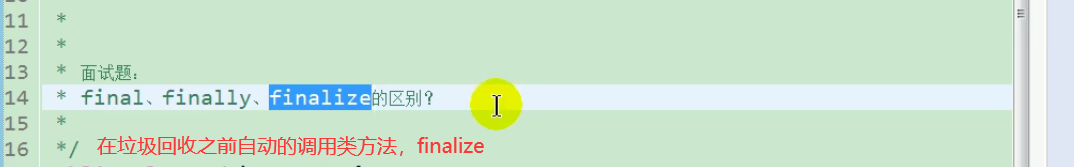 11 *
12 *
13 * 面试题：
14 * final、finally、finalize的区别？
15 *
16 */ 在垃圾回收之前自动的调用类方法，finalize